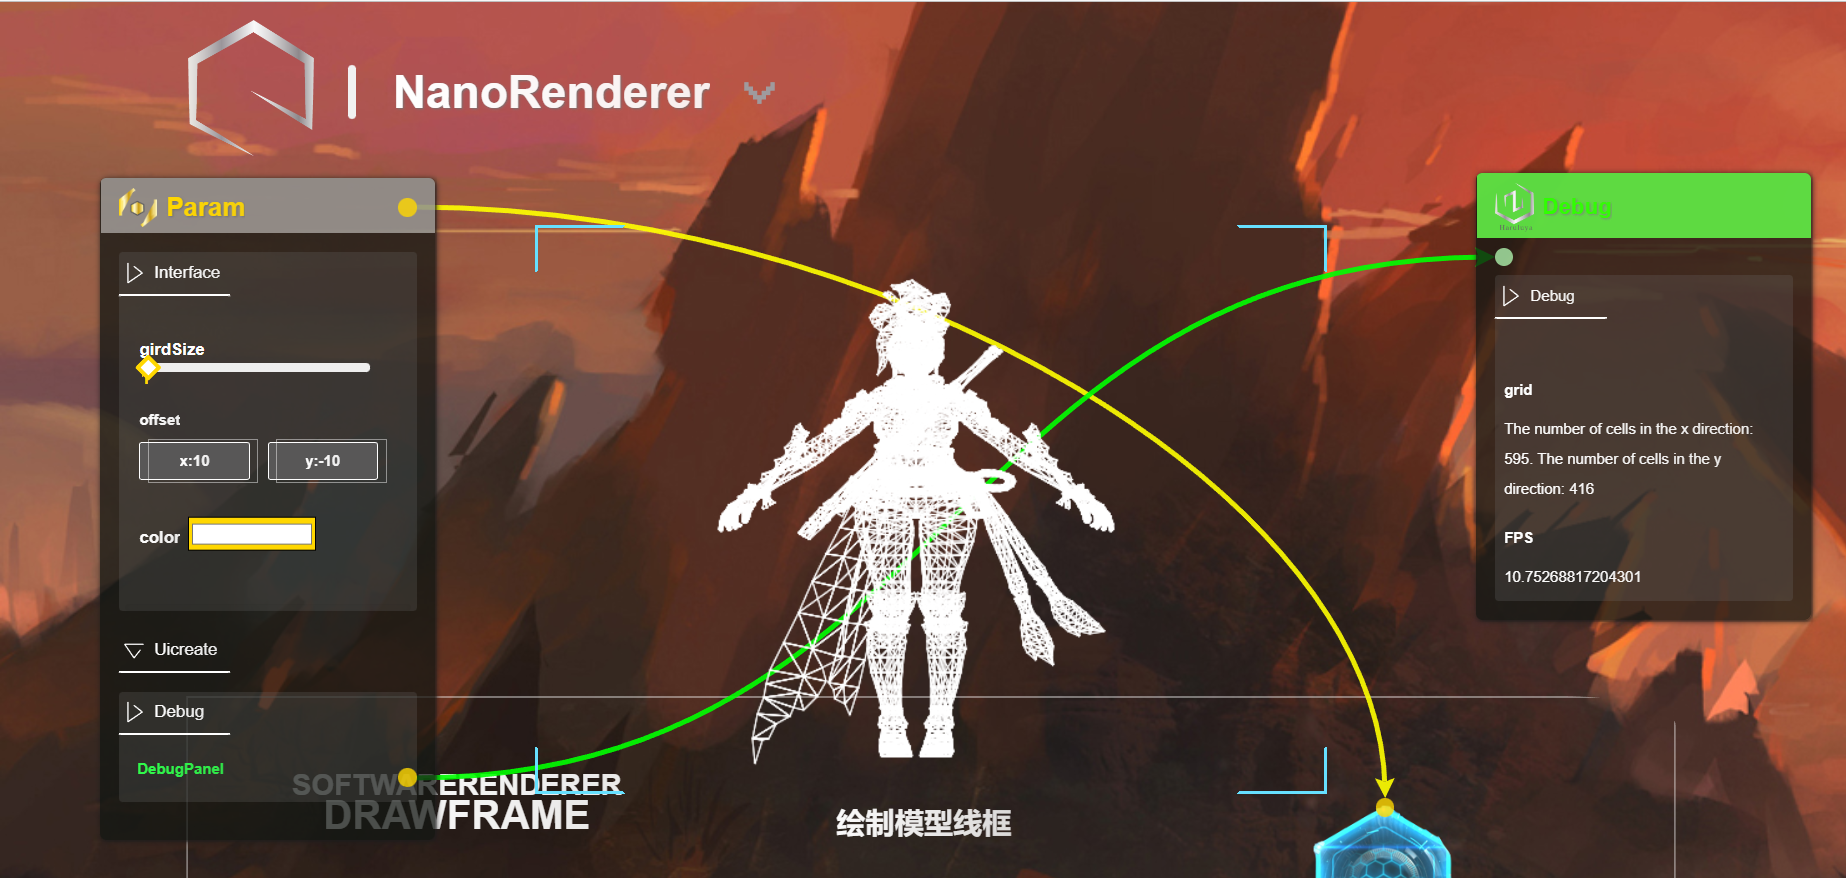 NanoRenderer
Param
Interface
girdSize
offset
x:10
y:-10
color
Uicreate
Debug
DebugPanel
SOFTWARERENDERER
DRAWFRAME
绘制模型线框
Debug
Debug
grid
The number of cells in the x direction:
595. The number of cells in the y
direction: 416
FPS
10.75268817204301